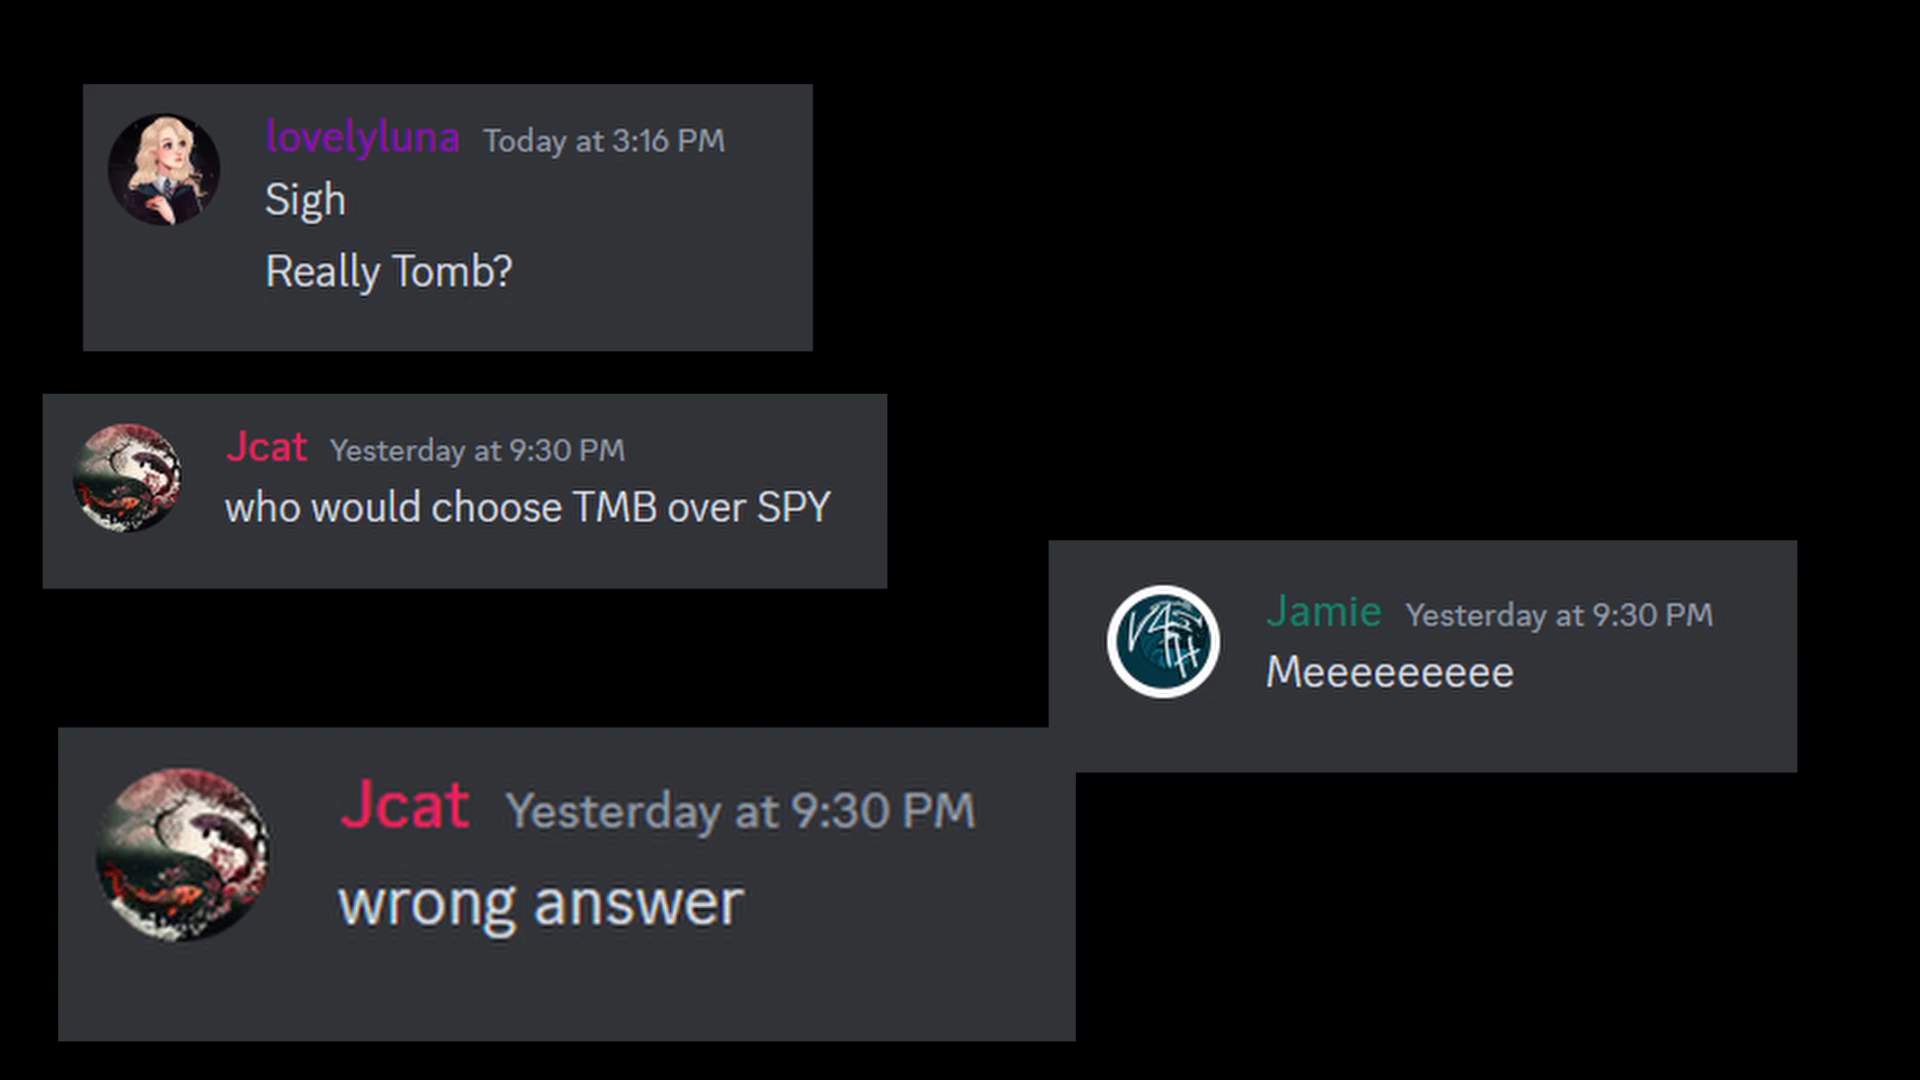 lovelyluna Today at 3:16 PM
Sigh
Really Tomb?
Jcat Yesterday at 9:30 PM
who would choose TMB over SPY
Jamie Yesterday at 9:30 PM
Meeeeeeeee
Jcat Yesterday at 9:30 PM
wrong answer